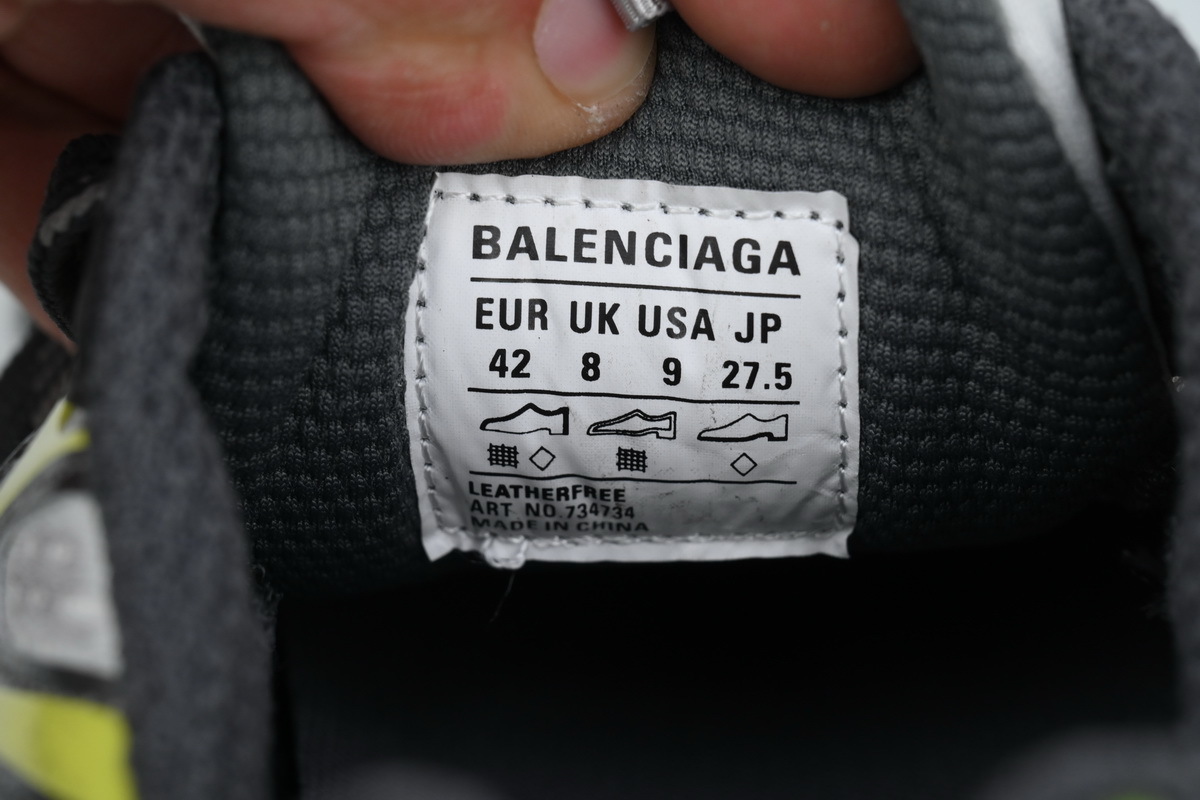 BALENCIAGA
EUR UK USA JP
42 8 9 27.5
LEATHERFREE
ART NO.734734
MADE IN CHINA